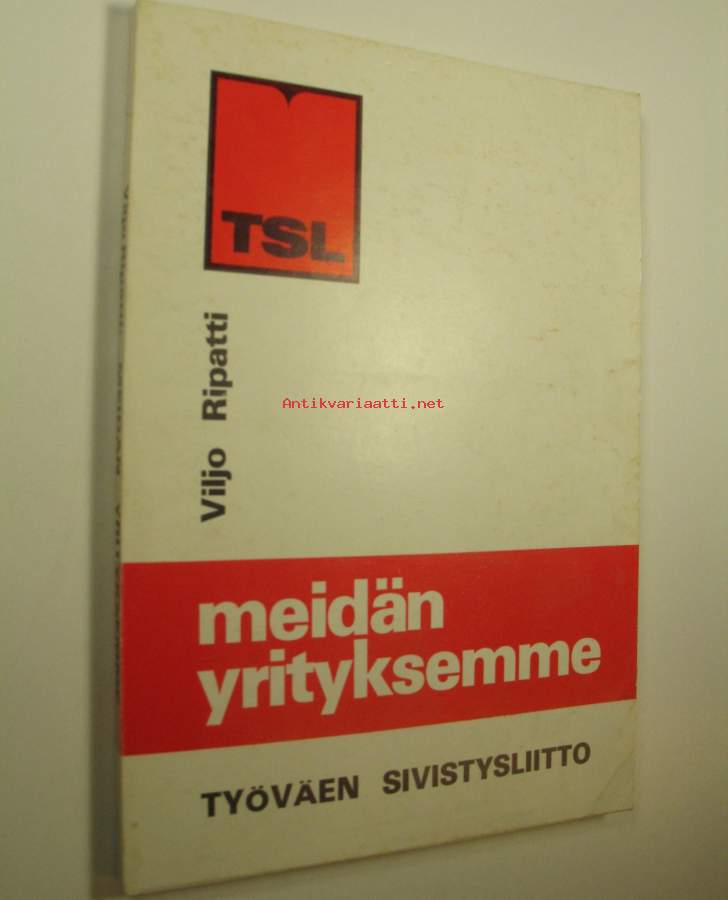 TSL
Viljo Ripatti
Antikvariaatti.net
meidän
yrityksemme
TYÖVÄEN SIVISTYSLIITTO